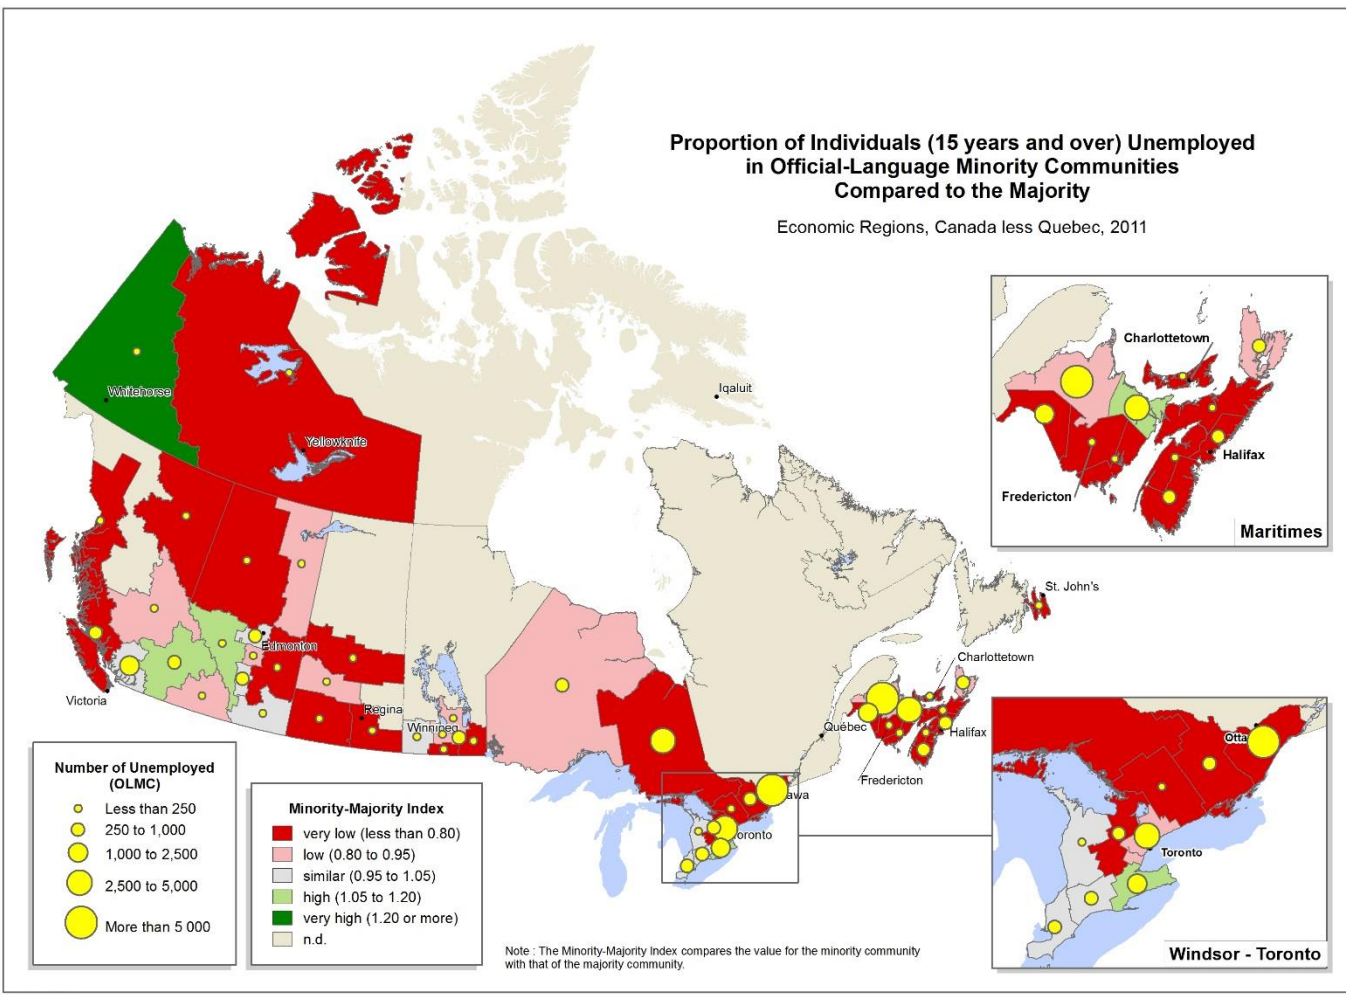 Proportion of Individuals (15 years and over) Unemployed
in Official-Language Minority Communities
Compared to the Majority
Economic Regions, Canada less Quebec, 2011
Whitehorse
Yellowknife
Iqaluit
Edmonton
Victoria
Regina
Winnipeg
St. John's
Charlottetown
Québec
Halifax
Fredericton
awa
oronto
Charlottetown
Halifax
Fredericton
Maritimes
Otta
Toronto
Windsor - Toronto
Number of Unemployed
(OLMC)
Less than 250
250 to 1,000
1,000 to 2,500
2,500 to 5,000
More than 5 000
Minority-Majority Index
very low (less than 0.80)
low (0.80 to 0.95)
similar (0.95 to 1.05)
high (1.05 to 1.20)
very high (1.20 or more)
n.d.
Note : The Minority-Majority Index compares the value for the minority community
with that of the majority community.